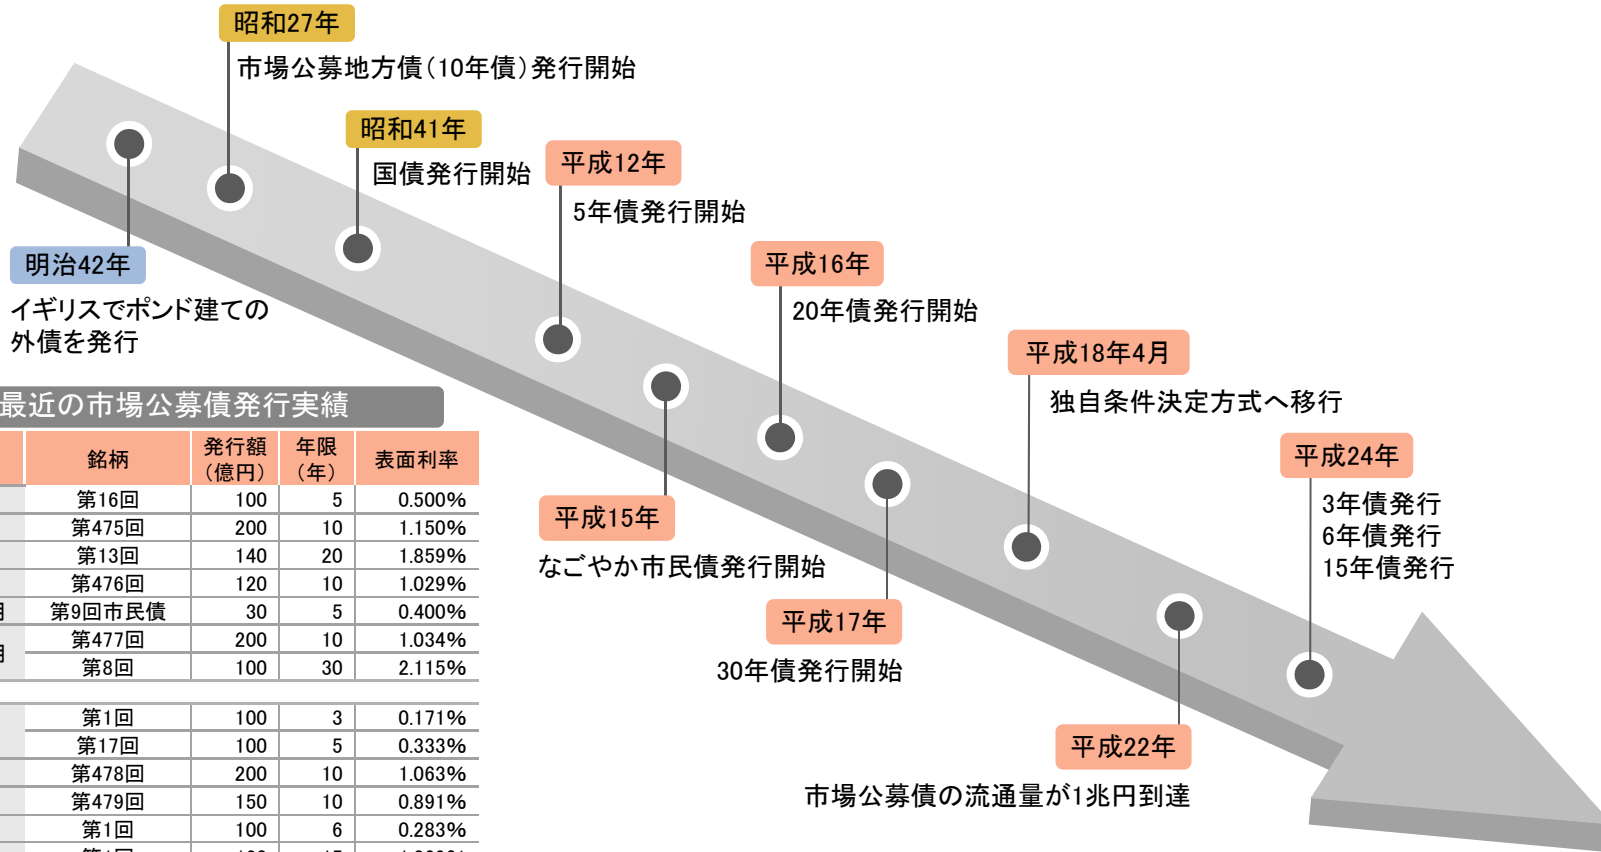 昭和27年
市場公募地方債（10年債）発行開始
昭和41年
国債発行開始
平成12年
5年債発行開始
明治42年
イギリスでポンド建ての
外債を発行
平成16年
20年債発行開始
平成18年4月
独自条件決定方式へ移行
平成24年
3年債発行
6年債発行
15年債発行
平成15年
なごやか市民債発行開始
平成17年
30年債発行開始
平成22年
市場公募債の流通量が1兆円到達
最近の市場公募債発行実績
銘柄 発行額（億円） 年限（年） 表面利率
第16回 100 5 0.500%
第475回 200 10 1.150%
第13回 140 20 1.859%
第476回 120 10 1.029%
月 第9回市民債 30 5 0.400%
月 第477回 200 10 1.034%
第8回 100 30 2.115%
第1回 100 3 0.171%
第17回 100 5 0.333%
第478回 200 10 1.063%
第479回 150 10 0.891%
第1回 100 6 0.283%